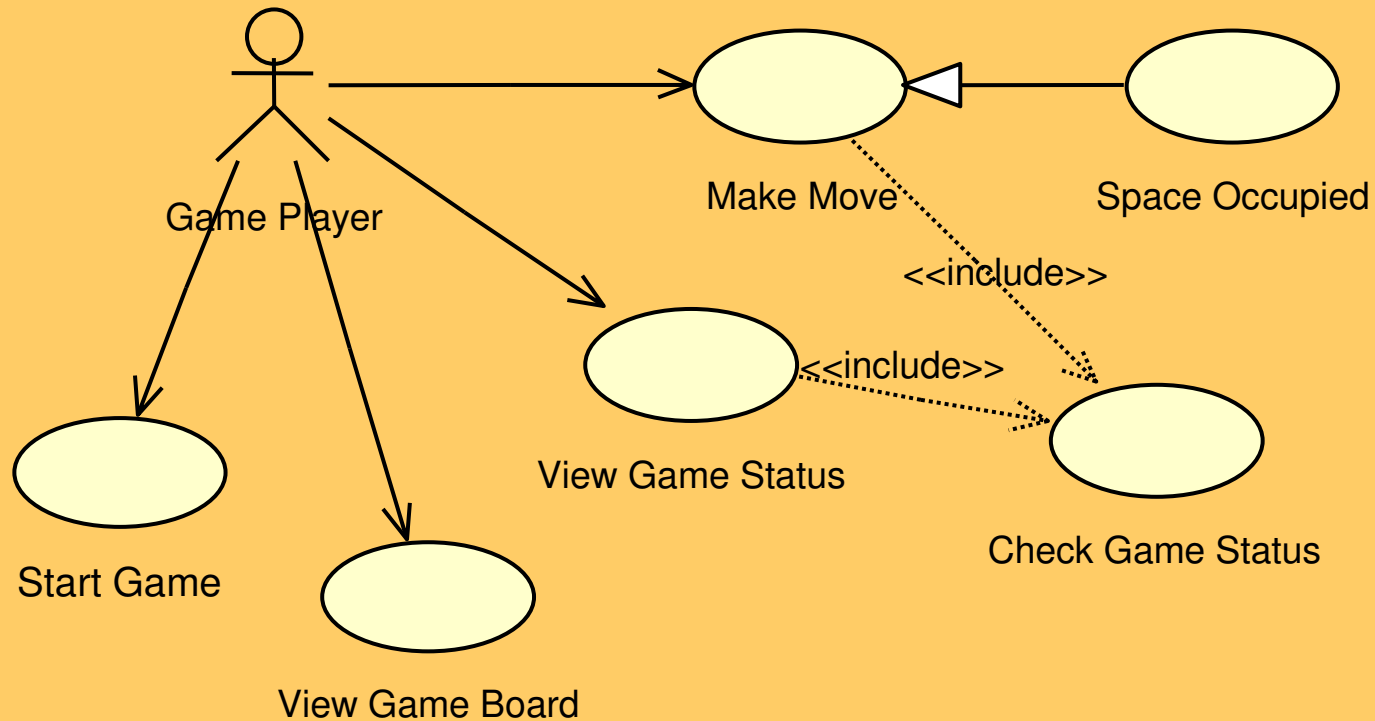 Game Player
Make Move
Space Occupied
<<include>>
<<include>>
View Game Status
Check Game Status
Start Game
View Game Board